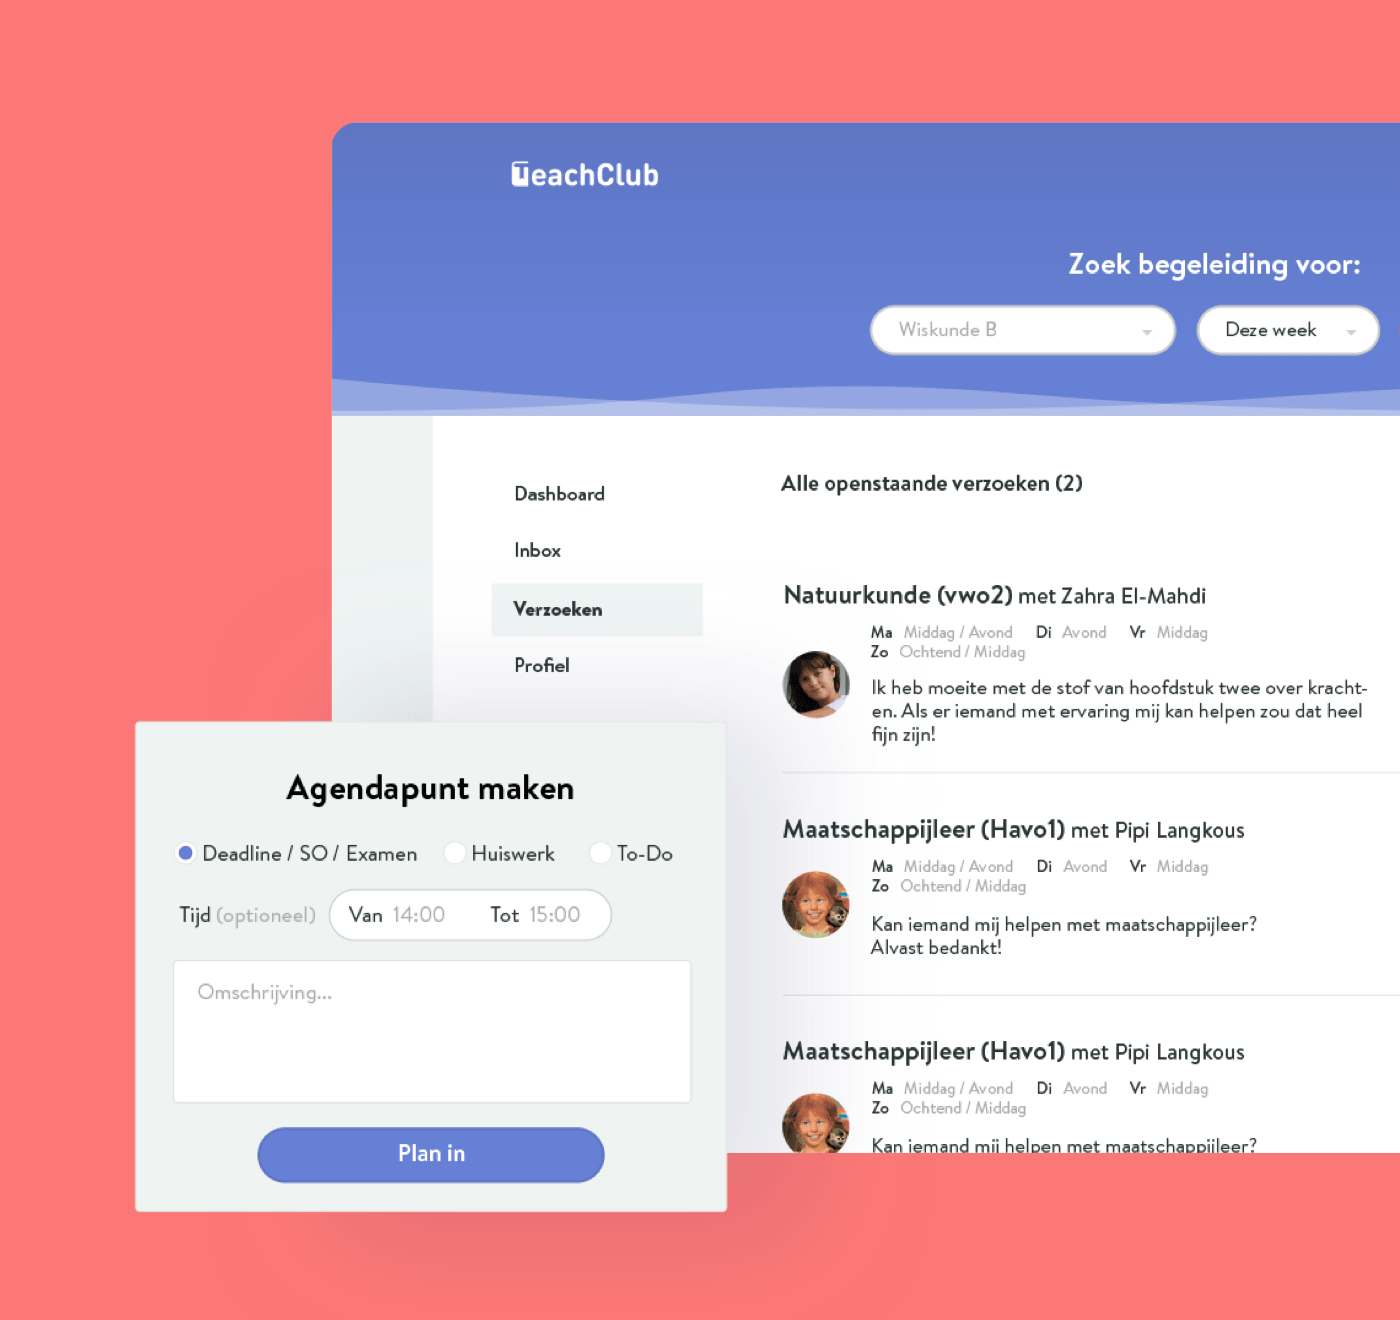 TeachClub
Zoek begeleiding voor:
Wiskunde B
Deze week
Dashboard
Inbox
Verzoeken
Profiel
Alle openstaande verzoeken (2)
Natuurkunde (vwo2) met Zahra El-Mahdi
Ma Middag / Avond Di Avond Vr Middag
Zo Ochtend / Middag
Ik heb moeite met de stof van hoofdstuk twee over kracht-
en. Als er iemand met ervaring mij kan helpen zou dat heel
fijn zijn!
Maatschappijleer (Havo1) met Pipi Langkous
Ma Middag / Avond Di Avond Vr Middag
Zo Ochtend / Middag
Kan iemand mij helpen met maatschappijleer?
Alvast bedankt!
Maatschappijleer (Havo1) met Pipi Langkous
Ma Middag / Avond Di Avond Vr Middag
Zo Ochtend / Middag
Kan iemand mij helpen met maatschappijleer?
Agendapunt maken
Deadline / SO / Examen Huiswerk To-Do
Tijd (optioneel) Van 14:00 Tot 15:00
Omschrijving...
Plan in